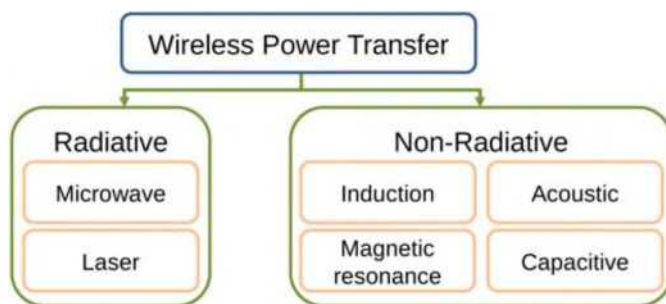 Wireless Power Transfer
Radiative
Microwave
Laser
Non-Radiative
Induction
Acoustic
Magnetic
resonance
Capacitive